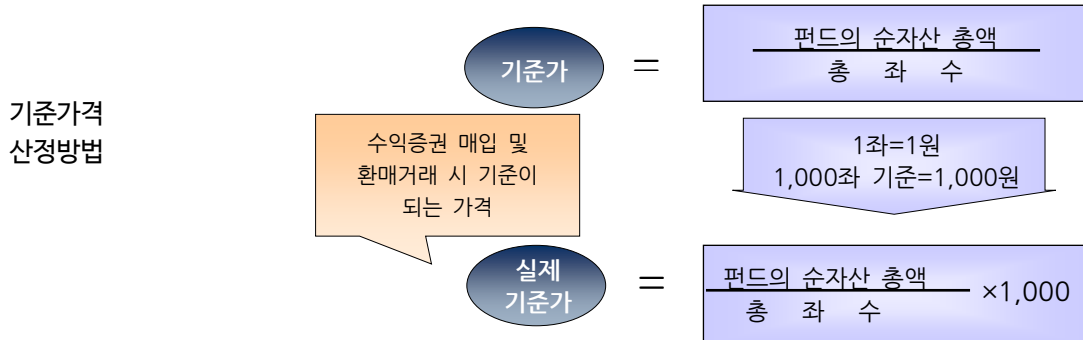 기준가격
산정방법
기준가
=
펀드의 순자산 총액
총 좌 수
수익증권 매입 및
환매거래 시 기준이
되는 가격
1좌=1원
1,000좌 기준=1,000원
실제
기준가
=
펀드의 순자산 총액
총 좌 수
×1,000